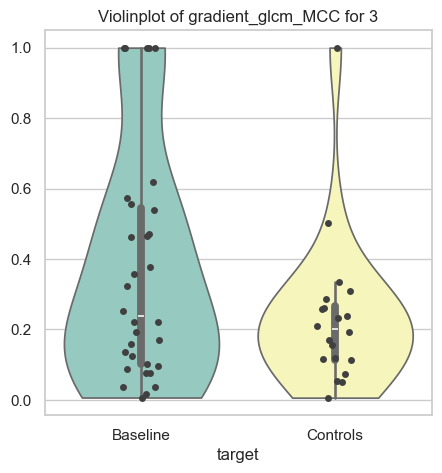 Violinplot of gradient_glcm_MCC for 3
1.0
0.8
0.6
0.4
0.2
0.0
Baseline
Controls
target